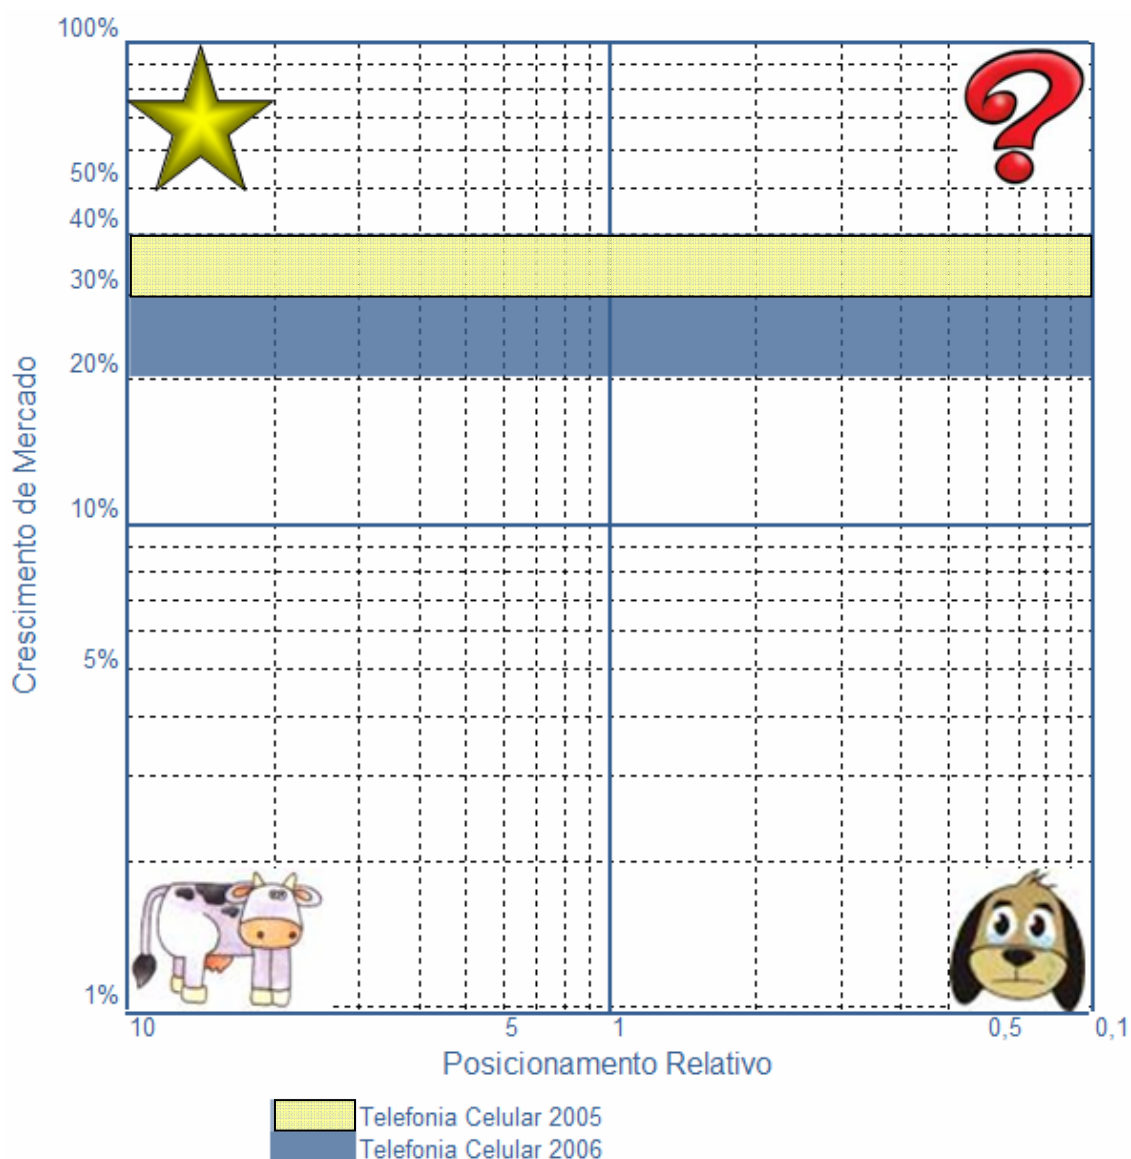 100%
50%
40%
30%
20%
10%
5%
1%
Crescimento de Mercado
10 5 1 0,5 0,1
Posicionamento Relativo
Telefonia Celular 2005
Telefonia Celular 2006